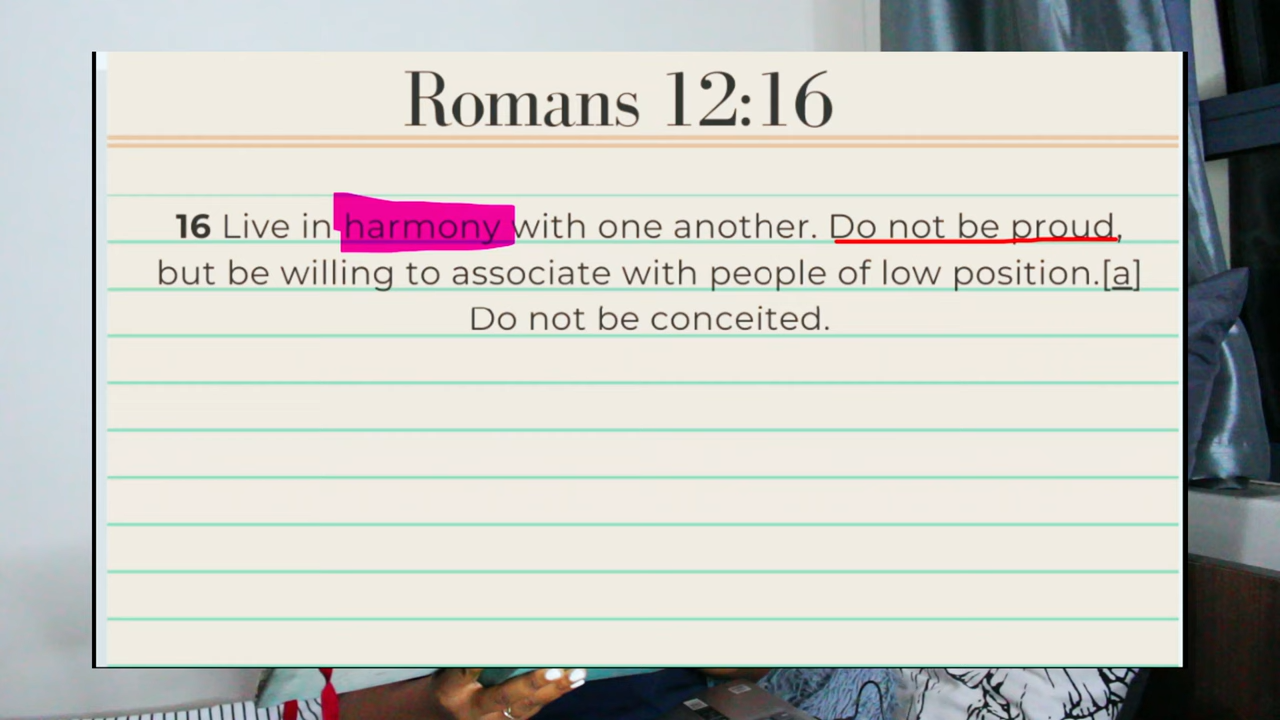 Romans 12:16
16 Live in harmony with one another. Do not be proud,
but be willing to associate with people of low position.[a]
Do not be conceited.